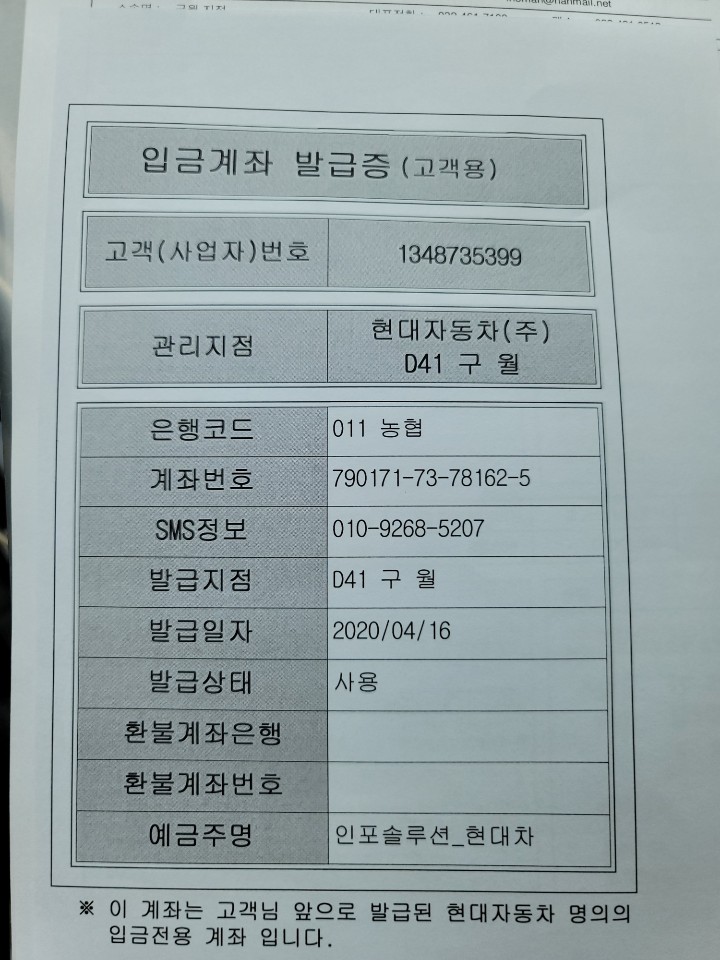 입금계좌 발급증 (고객용)
고객(사업자)번호 1348735399
관리지점 현대자동차(주)
D41 구 월
은행코드 011 농협
계좌번호 790171-73-78162-5
SMS정보 010-9268-5207
발급지점 D41 구 월
발급일자 2020/04/16
발급상태 사용
환불계좌은행
환불계좌번호
예금주명 인포솔루션_현대차
※ 이 계좌는 고객님 앞으로 발급된 현대자동차 명의의
입금전용 계좌 입니다.